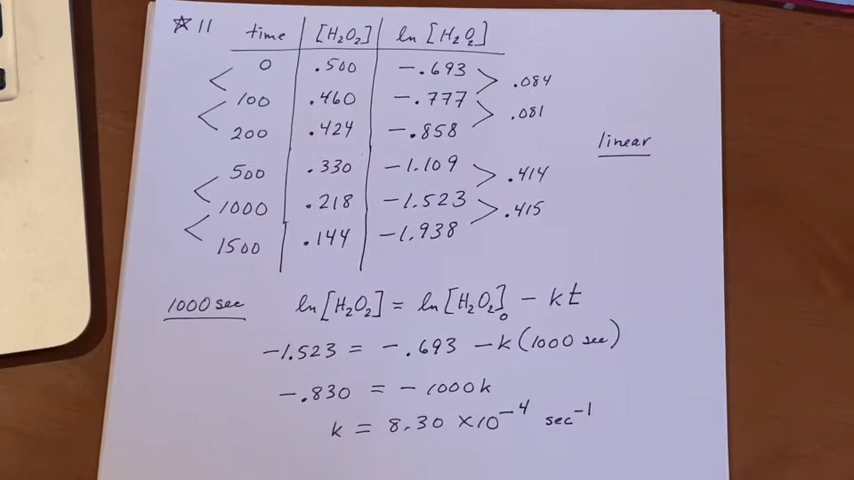 ☆ 11 time [H₂O₂] ln [H₂O₂]
0 .500 -.693
.084
100 .460 -.777
.081
200 .424 -.858
linear
500 .330 -1.109
.414
1000 .218 -1.523
.415
1500 .144 -1.938
1000 sec ln[H₂O₂] = ln[H₂O₂]₀ - kt
-1.523 = -.693 - k(1000 sec)
-.830 = -1000k
k = 8.30 ×10⁻⁴ sec⁻¹